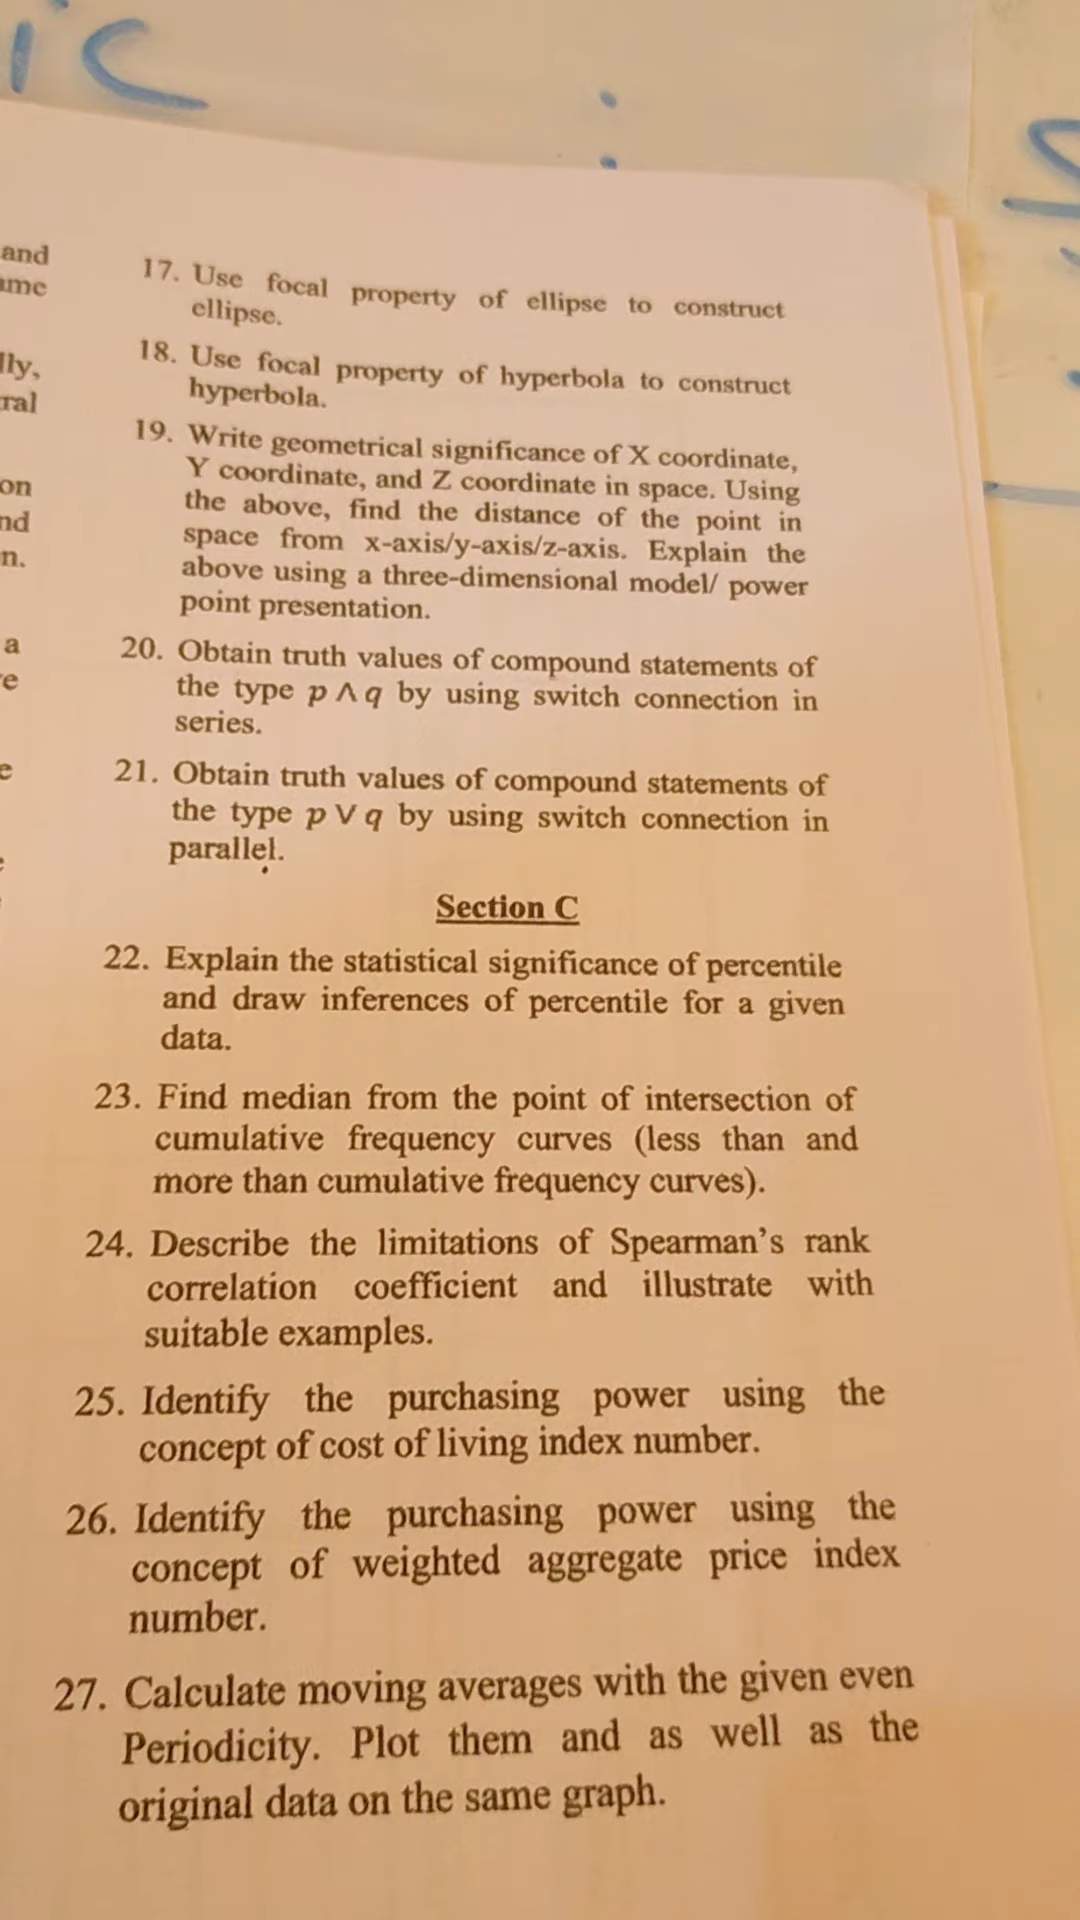 ic
and
ame
lly,
ral
on
nd
n.
a
e
e
17. Use focal property of ellipse to construct
ellipse.
18. Use focal property of hyperbola to construct
hyperbola.
19. Write geometrical significance of X coordinate,
Y coordinate, and Z coordinate in space. Using
the above, find the distance of the point in
space from x-axis/y-axis/z-axis. Explain the
above using a three-dimensional model/ power
point presentation.
20. Obtain truth values of compound statements of
the type p ∧ q by using switch connection in
series.
21. Obtain truth values of compound statements of
the type p ∨ q by using switch connection in
parallel.
Section C
22. Explain the statistical significance of percentile
and draw inferences of percentile for a given
data.
23. Find median from the point of intersection of
cumulative frequency curves (less than and
more than cumulative frequency curves).
24. Describe the limitations of Spearman's rank
correlation coefficient and illustrate with
suitable examples.
25. Identify the purchasing power using the
concept of cost of living index number.
26. Identify the purchasing power using the
concept of weighted aggregate price index
number.
27. Calculate moving averages with the given even
Periodicity. Plot them and as well as the
original data on the same graph.